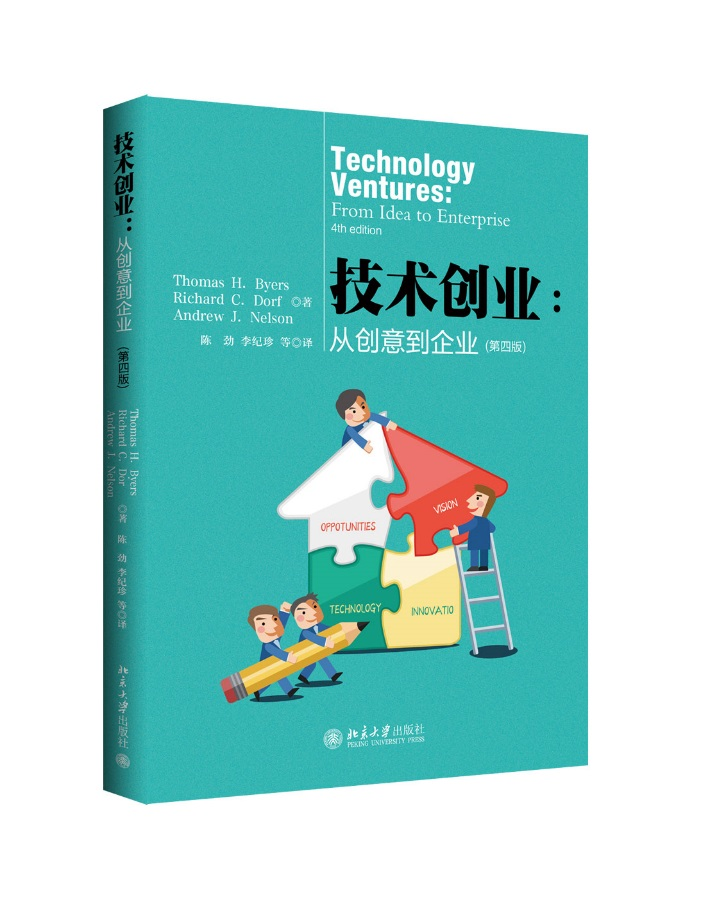 Technology
Ventures:
From Idea to Enterprise
4th edition
Thomas H. Byers
Richard C. Dorf ◎著
Andrew J. Nelson
陈 劲 李纪珍 等◎译
技术创业：
从创意到企业 (第四版)
OPPOTUNITIES
VISION
TECHNOLOGY
INNOVATIO
北京大学出版社
PEKING UNIVERSITY PRESS
技术创业：从创意到企业 (第四版)
Thomas H. Byers
Richard C. Dor
Andrew J. Nelson
◎著 陈 劲 李纪珍 等◎译
北京大学出版社